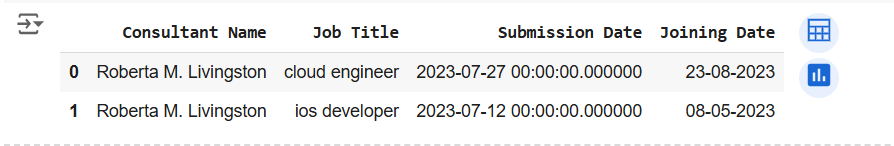 Consultant Name Job Title Submission Date Joining Date
0 Roberta M. Livingston cloud engineer 2023-07-27 00:00:00.000000 23-08-2023
1 Roberta M. Livingston ios developer 2023-07-12 00:00:00.000000 08-05-2023